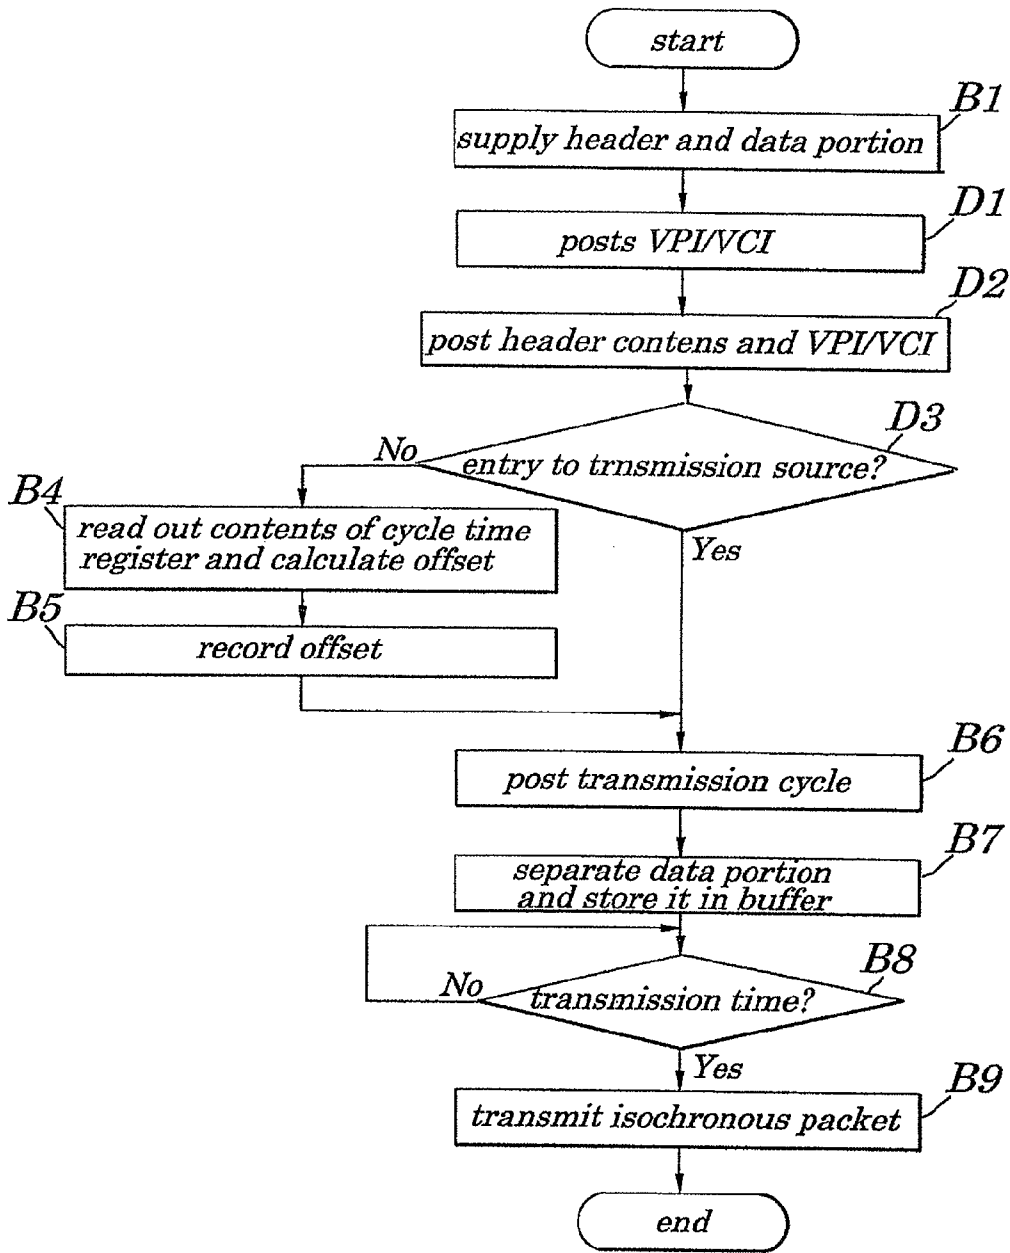 start
B1
supply header and data portion
D1
posts VPI/VCI
D2
post header contens and VPI/VCI
D3
No
entry to trnsmission source?
B4
read out contents of cycle time
register and calculate offset
Yes
B5
record offset
B6
post transmission cycle
B7
separate data portion
and store it in buffer
B8
No
transmission time?
Yes
B9
transmit isochronous packet
end